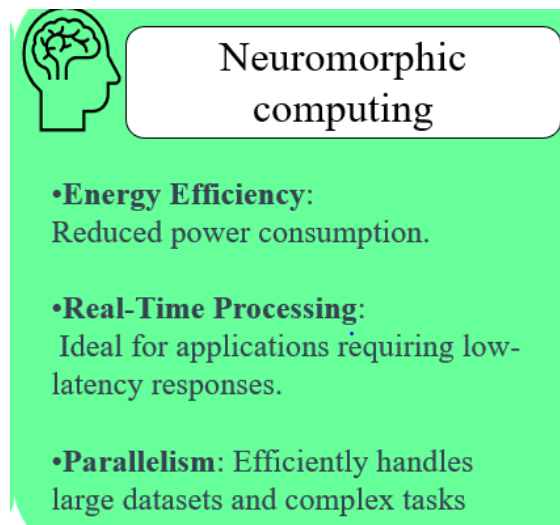 Neuromorphic
computing
•Energy Efficiency:
Reduced power consumption.
•Real-Time Processing:
Ideal for applications requiring low-
latency responses.
•Parallelism: Efficiently handles
large datasets and complex tasks